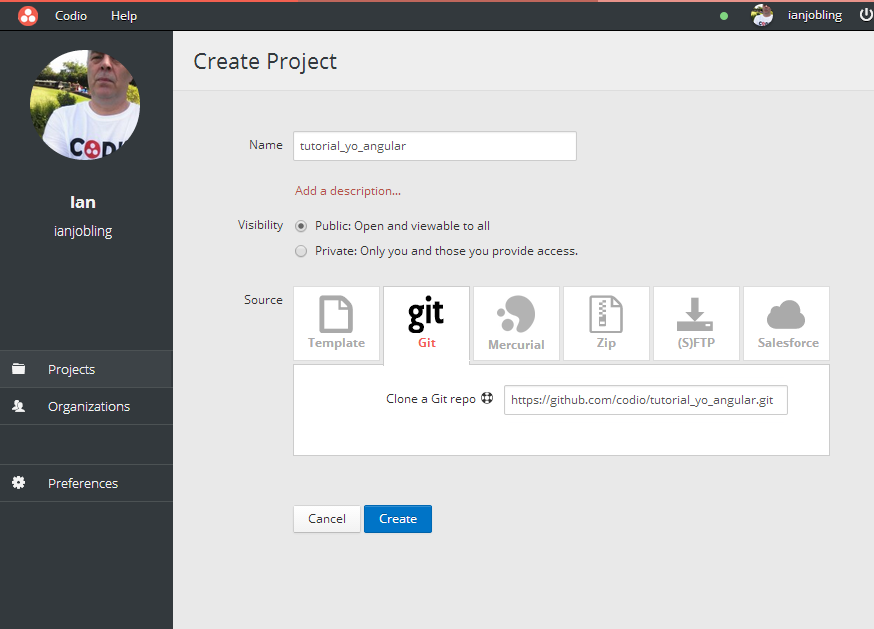 Codio Help ianjobling
Create Project
CODI
Ian
ianjobling
Name tutorial_yo_angular
Add a description...
Visibility Public: Open and viewable to all
Private: Only you and those you provide access.
Source
Template
git
Git
Mercurial
Zip
(S)FTP
Salesforce
Clone a Git repo https://github.com/codio/tutorial_yo_angular.git
Projects
Organizations
Preferences
Cancel Create